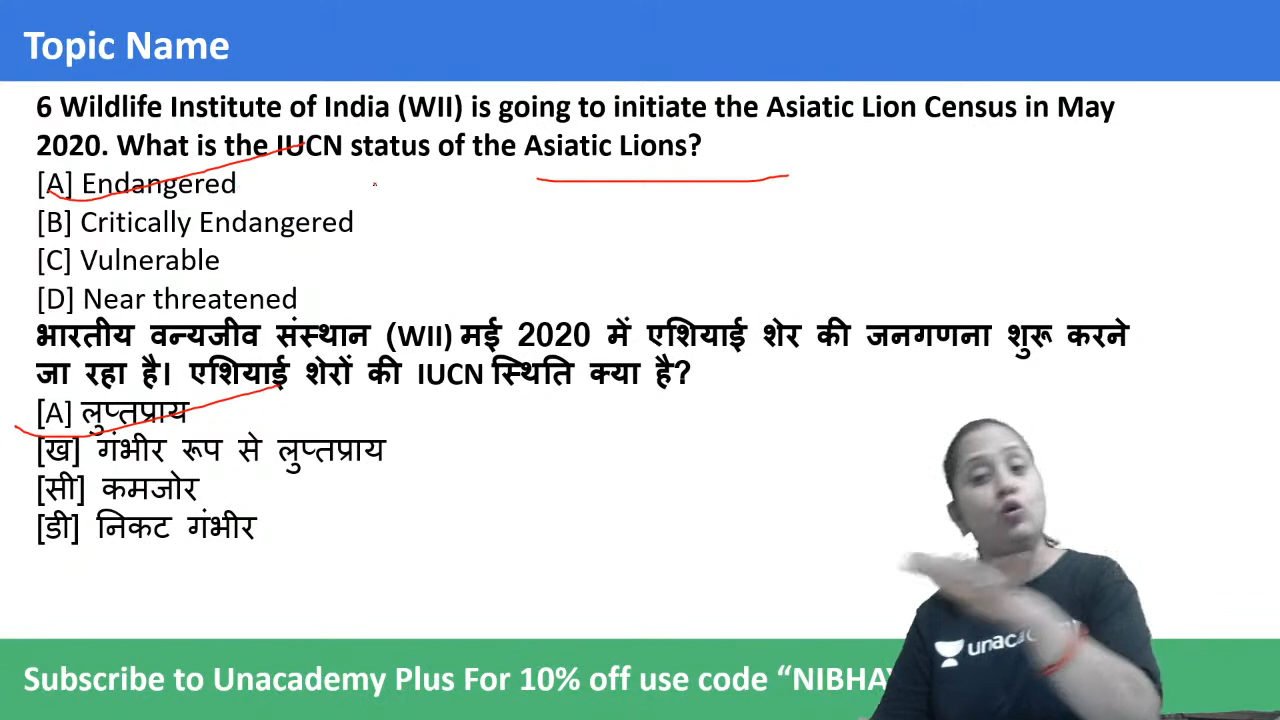 Topic Name
6 Wildlife Institute of India (WII) is going to initiate the Asiatic Lion Census in May
2020. What is the IUCN status of the Asiatic Lions?
[A] Endangered
[B] Critically Endangered
[C] Vulnerable
[D] Near threatened
भारतीय वन्यजीव संस्थान (WII) मई 2020 में एशियाई शेर की जनगणना शुरू करने
जा रहा है। एशियाई शेरों की IUCN स्थिति क्या है?
[A] लुप्तप्राय
[ख] गंभीर रूप से लुप्तप्राय
[सी] कमजोर
[डी] निकट गंभीर
Subscribe to Unacademy Plus For 10% off use code “NIBHA